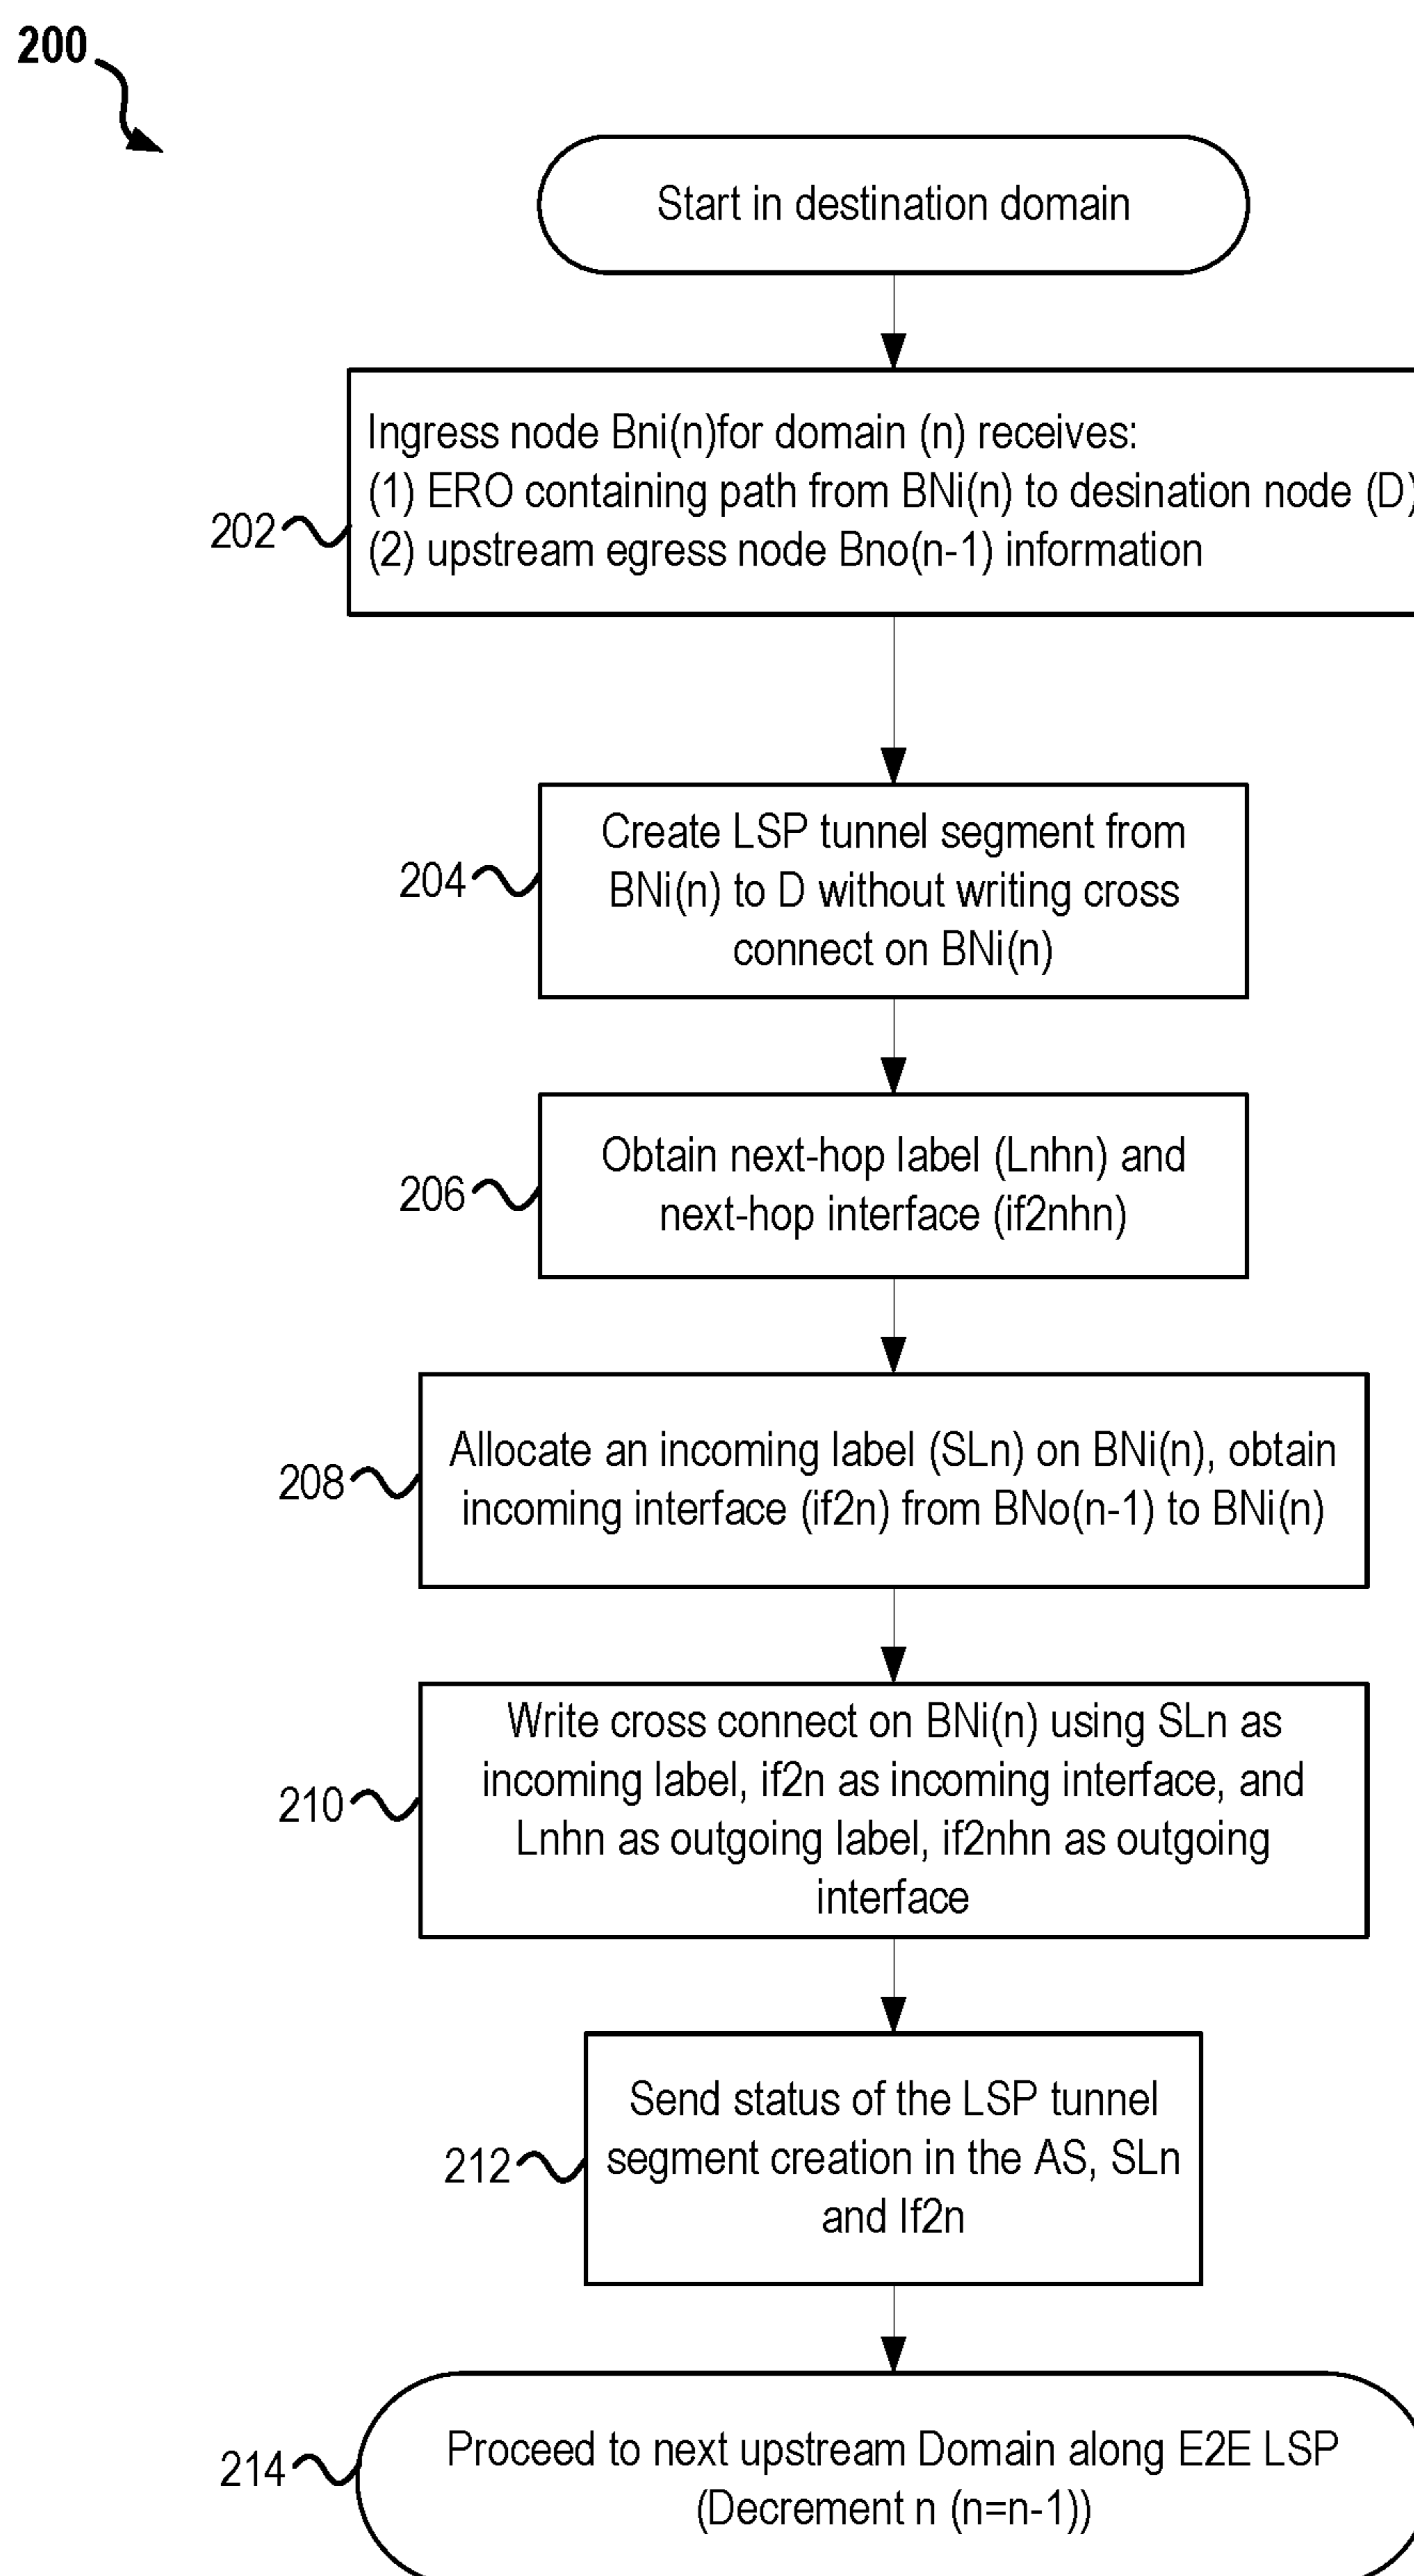 200
Start in destination domain
Ingress node Bni(n)for domain (n) receives:
(1) ERO containing path from BNi(n) to desination node (D)
(2) upstream egress node Bno(n-1) information
202
Create LSP tunnel segment from
BNi(n) to D without writing cross
connect on BNi(n)
204
Obtain next-hop label (Lnhn) and
next-hop interface (if2nhn)
206
Allocate an incoming label (SLn) on BNi(n), obtain
incoming interface (if2n) from BNo(n-1) to BNi(n)
208
Write cross connect on BNi(n) using SLn as
incoming label, if2n as incoming interface, and
Lnhn as outgoing label, if2nhn as outgoing
interface
210
Send status of the LSP tunnel
segment creation in the AS, SLn
and If2n
212
Proceed to next upstream Domain along E2E LSP
(Decrement n (n=n-1))
214